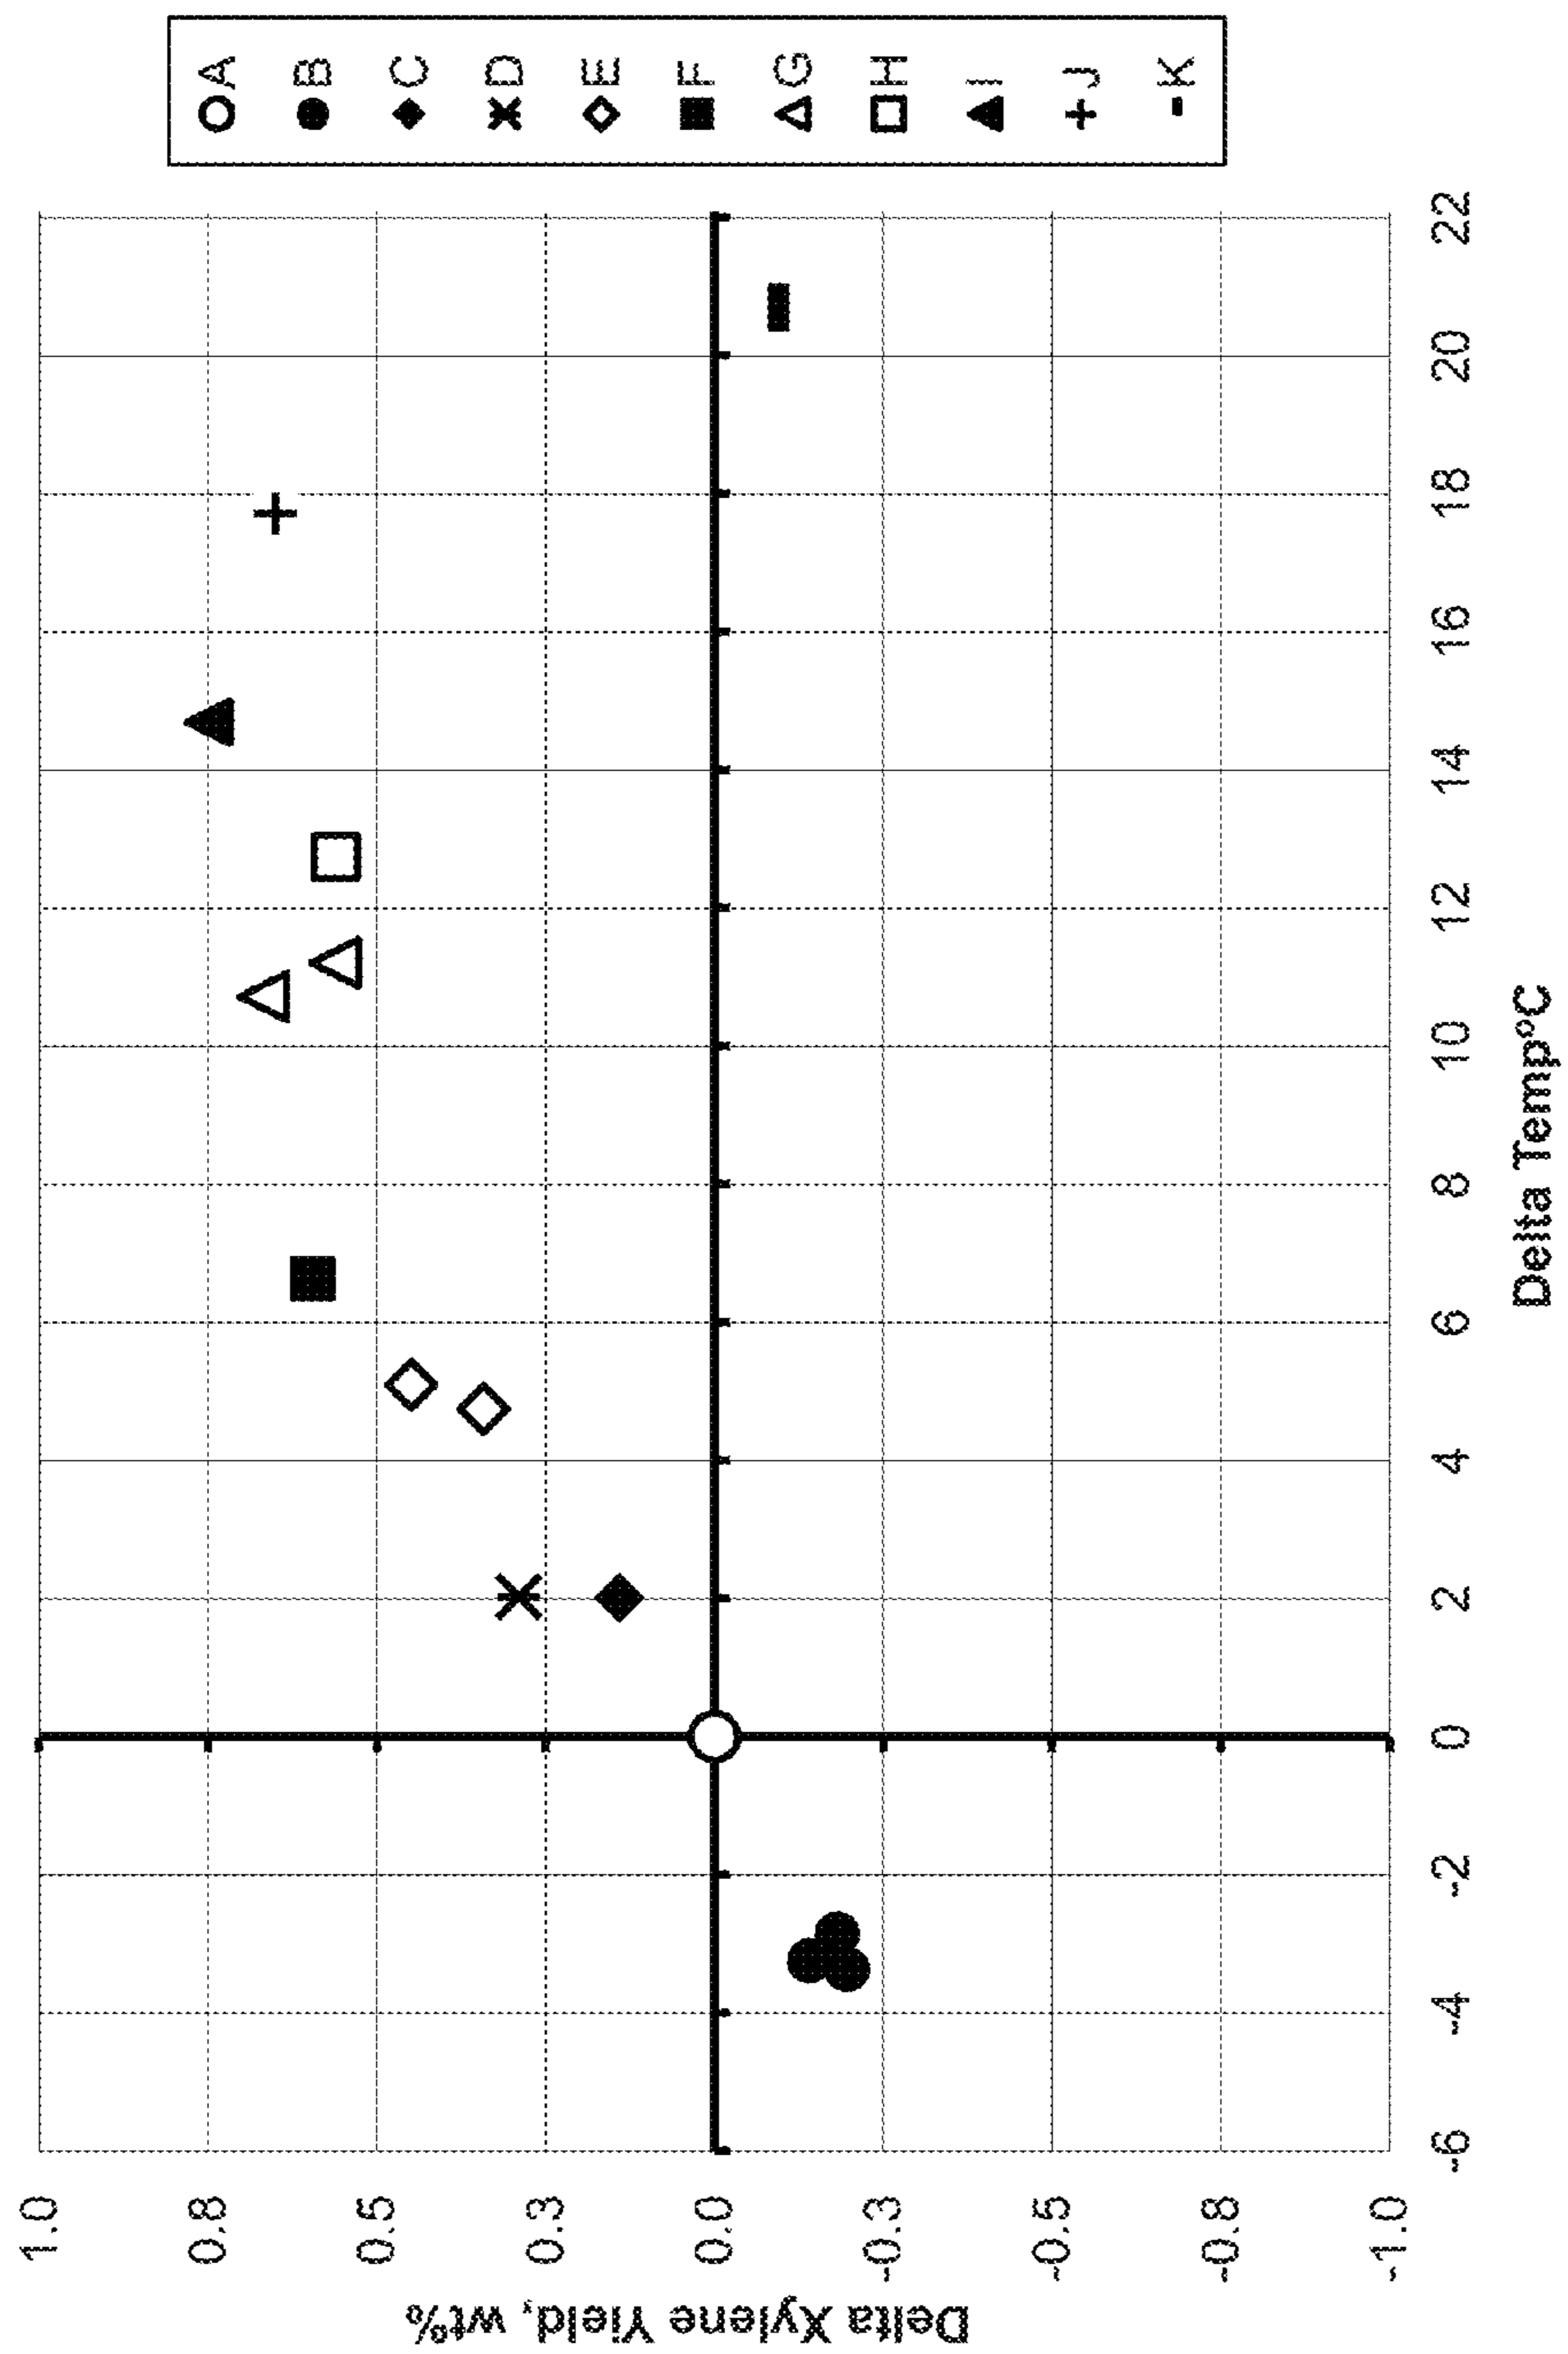 A
B
C
D
E
F
G
H
I
J
K
1.0
0.8
0.5
0.3
0.0
-0.3
-0.5
-0.8
-1.0
Delta Xylene Yield, wt%
-6 -4 -2 0 2 4 6 8 10 12 14 16 18 20 22
Delta Temp°C